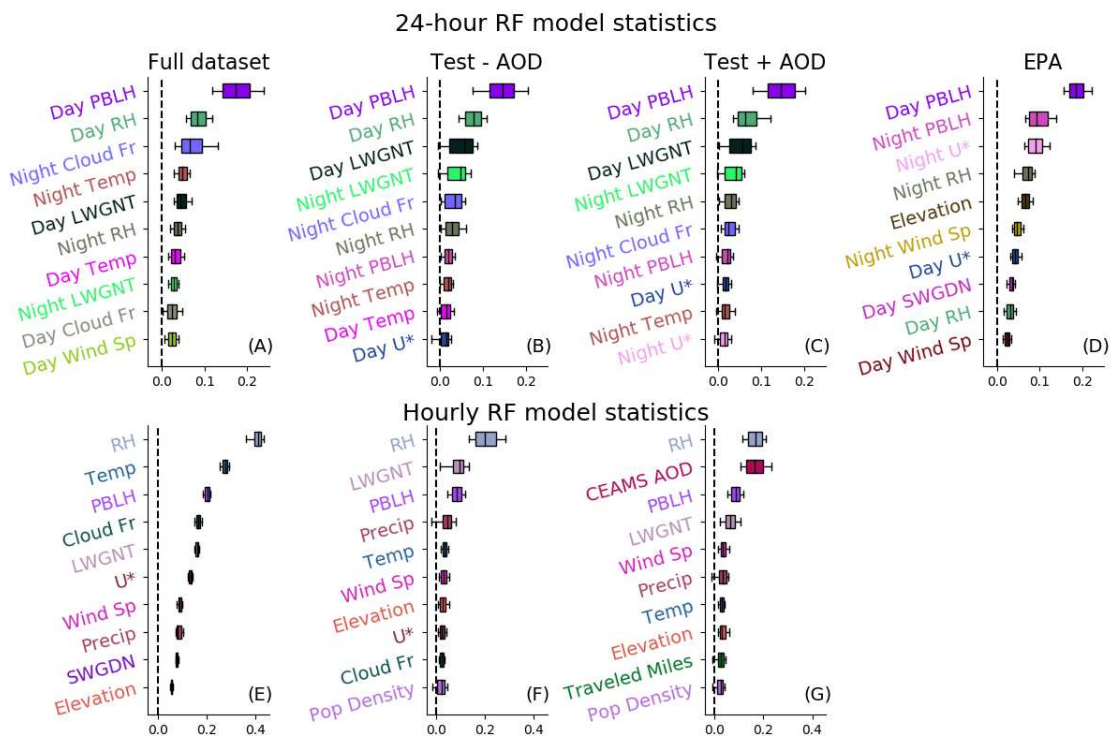 24-hour RF model statistics
Full dataset
Day PBLH
Day RH
Night Cloud Fr
Night Temp
Day LWGNT
Night RH
Day Temp
Night LWGNT
Day Cloud Fr
Day Wind Sp
(A)
0.0 0.1 0.2
Test - AOD
Day PBLH
Day RH
Day LWGNT
Night LWGNT
Night Cloud Fr
Night RH
Night PBLH
Night Temp
Day Temp
Day U*
(B)
0.0 0.1 0.2
Test + AOD
Day PBLH
Day RH
Day LWGNT
Night LWGNT
Night RH
Night Cloud Fr
Night PBLH
Day U*
Night Temp
Night U*
(C)
0.0 0.1 0.2
EPA
Day PBLH
Night PBLH
Night U*
Night RH
Elevation
Night Wind Sp
Day U*
Day SWGDN
Day RH
Day Wind Sp
(D)
0.0 0.1 0.2
Hourly RF model statistics
RH
Temp
PBLH
Cloud Fr
LWGNT
U*
Wind Sp
Precip
SWGDN
Elevation
(E)
0.0 0.2 0.4
RH
LWGNT
PBLH
Precip
Temp
Wind Sp
Elevation
U*
Cloud Fr
Pop Density
(F)
0.0 0.2 0.4
RH
CEAMS AOD
PBLH
LWGNT
Wind Sp
Precip
Temp
Elevation
Traveled Miles
Pop Density
(G)
0.0 0.2 0.4